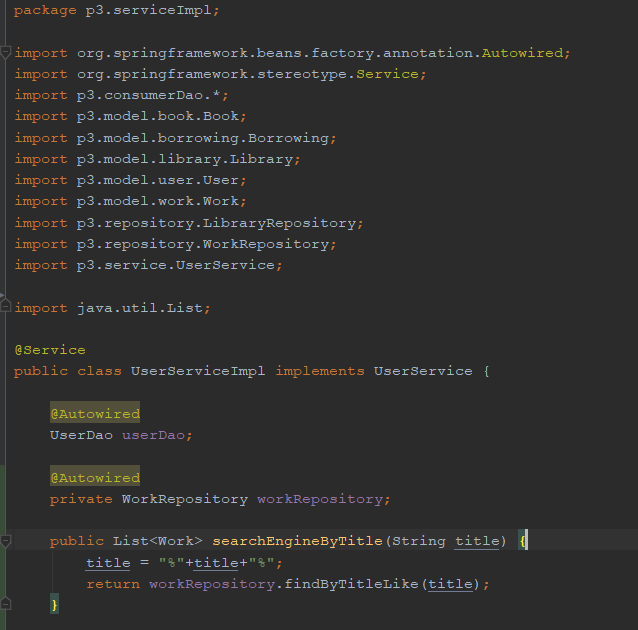 package p3.serviceImpl;
import org.springframework.beans.factory.annotation.Autowired;
import org.springframework.stereotype.Service;
import p3.consumerDao.*;
import p3.model.book.Book;
import p3.model.borrowing.Borrowing;
import p3.model.library.Library;
import p3.model.user.User;
import p3.model.work.Work;
import p3.repository.LibraryRepository;
import p3.repository.WorkRepository;
import p3.service.UserService;
import java.util.List;
@Service
public class UserServiceImpl implements UserService {
@Autowired
UserDao userDao;
@Autowired
private WorkRepository workRepository;
public List<Work> searchEngineByTitle(String title) {
title = "%"+title+"%";
return workRepository.findByTitleLike(title);
}